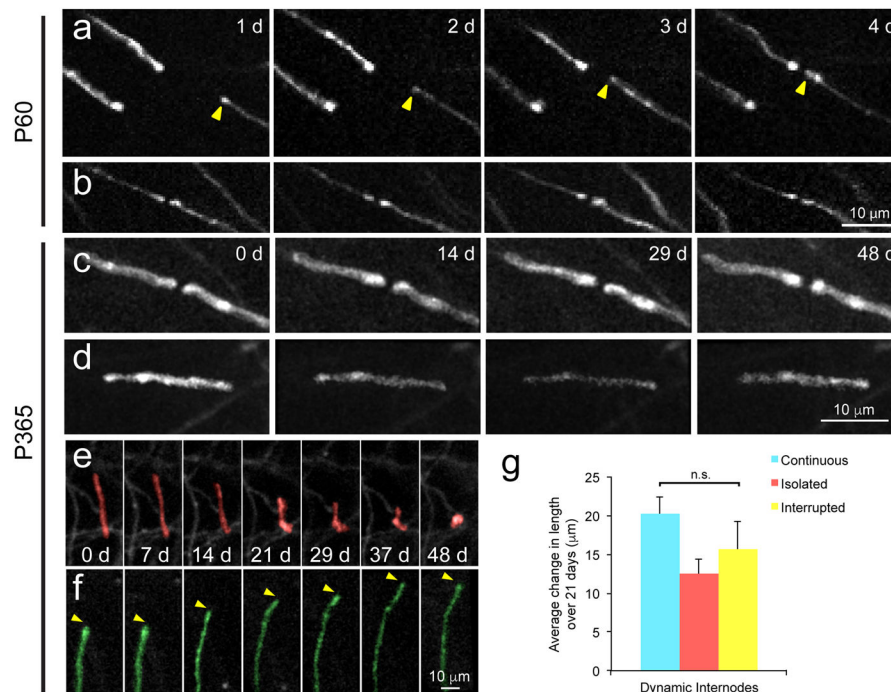 P60
P365
a
1 d
2 d
3 d
4 d
b
10 µm
c
0 d
14 d
29 d
48 d
d
10 µm
e
0 d
7 d
14 d
21 d
29 d
37 d
48 d
f
10 µm
g
n.s.
Continuous
Isolated
Interrupted
Average change in length
over 21 days (µm)
25
20
15
10
5
0
Dynamic Internodes